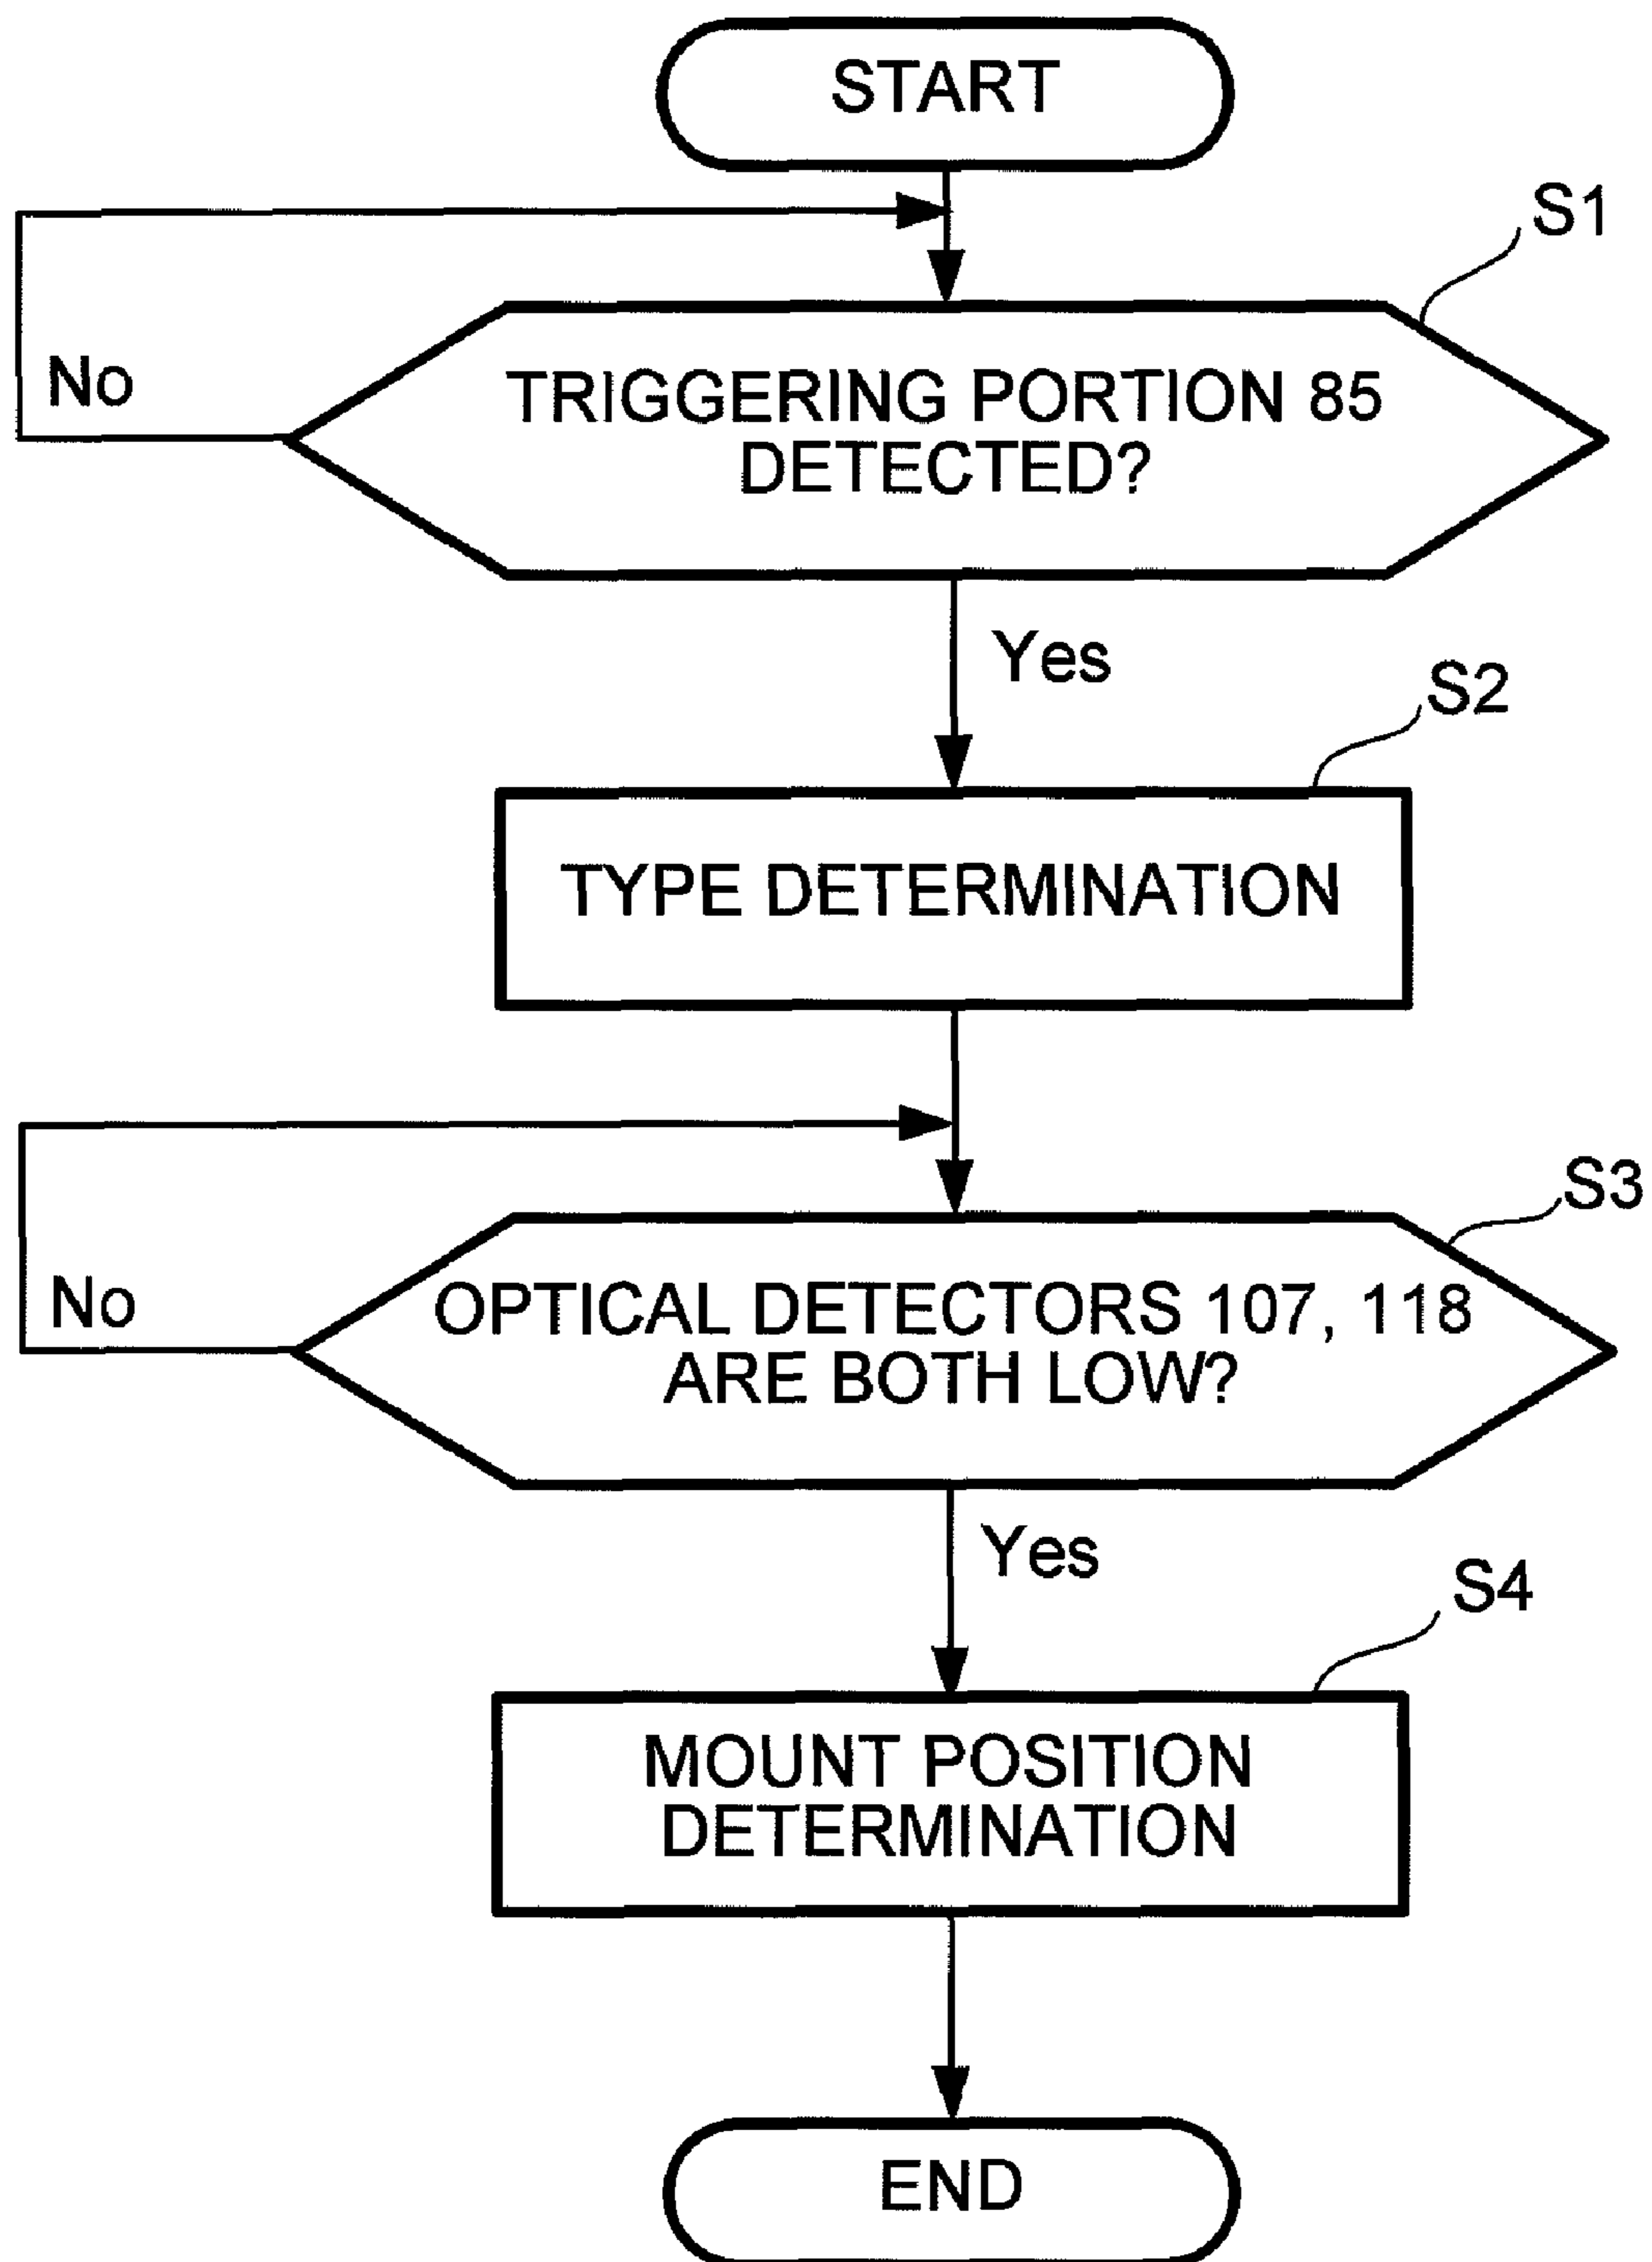 START
S1
No
TRIGGERING PORTION 85
DETECTED?
Yes
S2
TYPE DETERMINATION
S3
No
OPTICAL DETECTORS 107, 118
ARE BOTH LOW?
Yes
S4
MOUNT POSITION
DETERMINATION
END